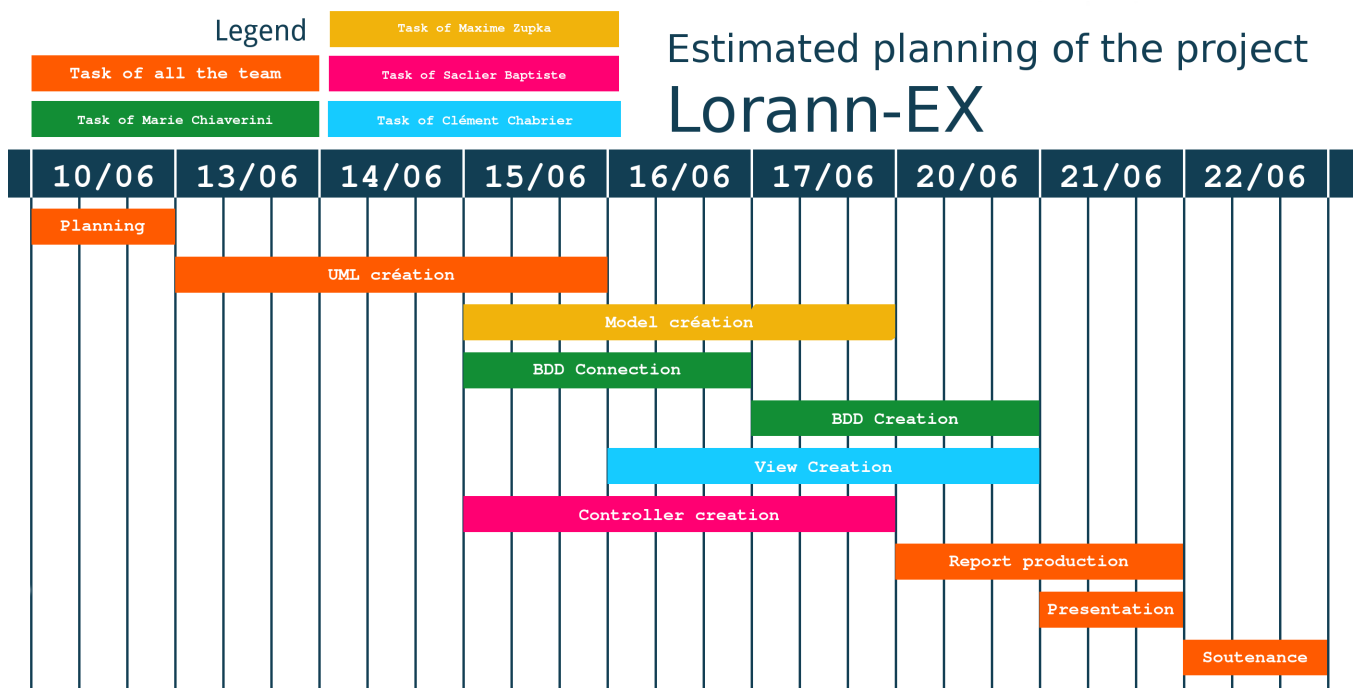 Legend
Task of Maxime Zupka
Task of all the team
Task of Saclier Baptiste
Task of Marie Chiaverini
Task of Clément Chabrier
Estimated planning of the project
Lorann-EX
10/06 13/06 14/06 15/06 16/06 17/06 20/06 21/06 22/06
Planning
UML création
Model création
BDD Connection
BDD Creation
View Creation
Controller creation
Report production
Presentation
Soutenance